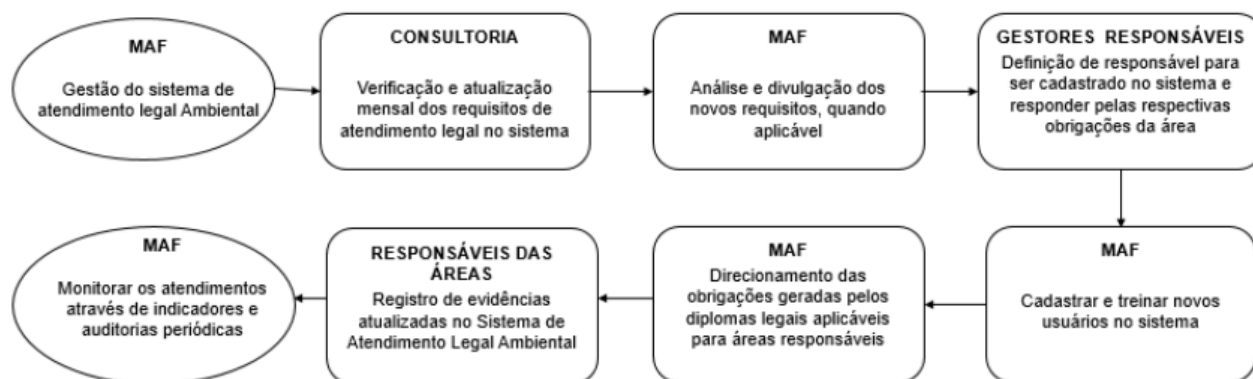 MAF
Gestão do sistema de
atendimento legal Ambiental
CONSULTORIA
Verificação e atualização
mensal dos requisitos de
atendimento legal no sistema
MAF
Análise e divulgação dos
novos requisitos, quando
aplicável
GESTORES RESPONSÁVEIS
Definição de responsável para
ser cadastrado no sistema e
responder pelas respectivas
obrigações da área
MAF
Cadastrar e treinar novos
usuários no sistema
MAF
Direcionamento das
obrigações geradas pelos
diplomas legais aplicáveis
para áreas responsáveis
RESPONSÁVEIS DAS
ÁREAS
Registro de evidências
atualizadas no Sistema de
Atendimento Legal Ambiental
MAF
Monitorar os atendimentos
através de indicadores e
auditorias periódicas